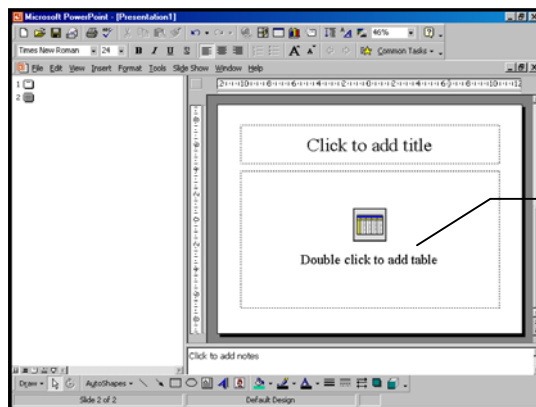 Microsoft PowerPoint - [Presentation1]
46%
Times New Roman 24 B I U S Common Tasks
File Edit View Insert Format Tools Slide Show Window Help
1
2
Click to add title
Double click to add table
Click to add notes
Draw AutoShapes
Slide 2 of 2 Default Design